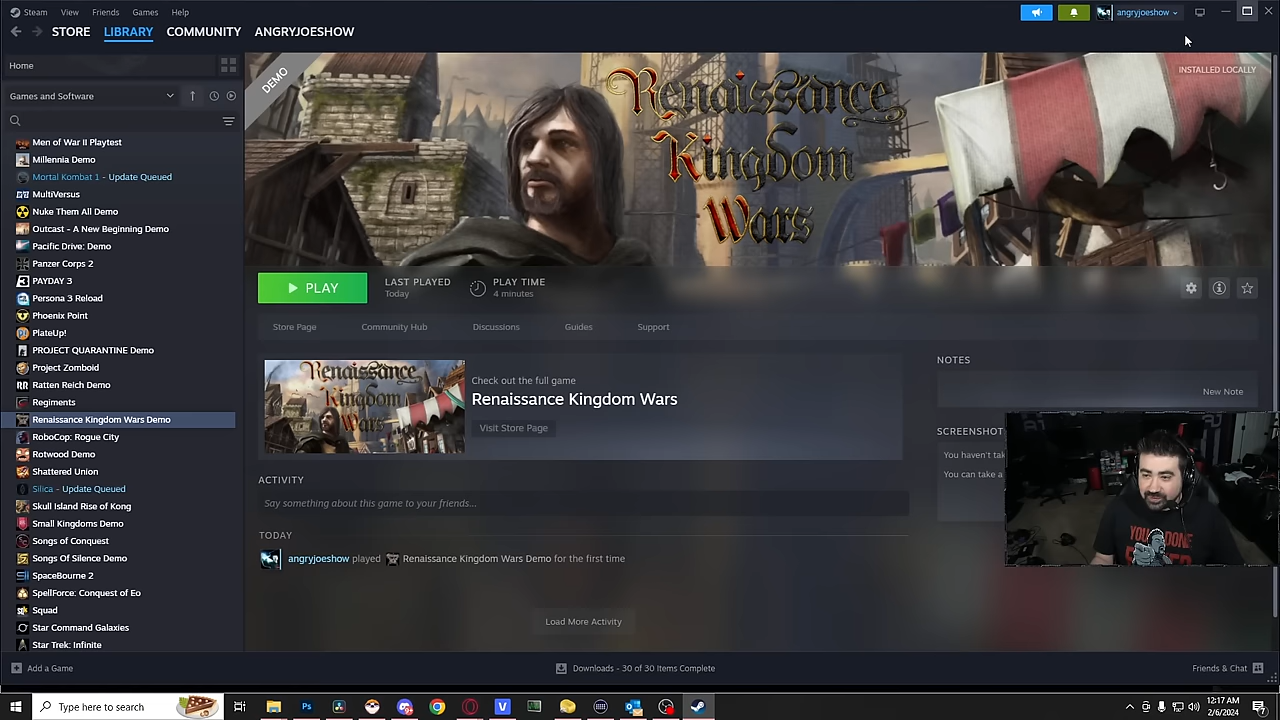 Steam View Friends Games Help
angryjoeshow
STORE LIBRARY COMMUNITY ANGRYJOESHOW
Home
Games and Software
Men of War II Playtest
Millennia Demo
Mortal Kombat 1 - Update Queued
MultiVersus
Nuke Them All Demo
Outcast - A New Beginning Demo
Pacific Drive: Demo
Panzer Corps 2
PAYDAY 3
Persona 3 Reload
Phoenix Point
PlateUp!
PROJECT QUARANTINE Demo
Project Zomboid
Ratten Reich Demo
Regiments
Renaissance Kingdom Wars Demo
RoboCop: Rogue City
Rotwood Demo
Shattered Union
Silica - Update Queued
Skull Island Rise of Kong
Small Kingdoms Demo
Songs of Conquest
Songs Of Silence Demo
SpaceBourne 2
SpellForce: Conquest of Eo
Squad
Star Command Galaxies
Star Trek: Infinite
DEMO
Renaissance
Kingdom
Wars
INSTALLED LOCALLY
PLAY
LAST PLAYED
Today
PLAY TIME
4 minutes
Store Page Community Hub Discussions Guides Support
Renaissance
Kingdom
Wars
Check out the full game
Renaissance Kingdom Wars
Visit Store Page
NOTES
New Note
SCREENSHOT
You haven't tak
You can take a
ACTIVITY
Say something about this game to your friends...
TODAY
angryjoeshow played Renaissance Kingdom Wars Demo for the first time
Load More Activity
Add a Game
Downloads - 30 of 30 Items Complete
Friends & Chat
Type here to search
12:17 AM
2/6/2024